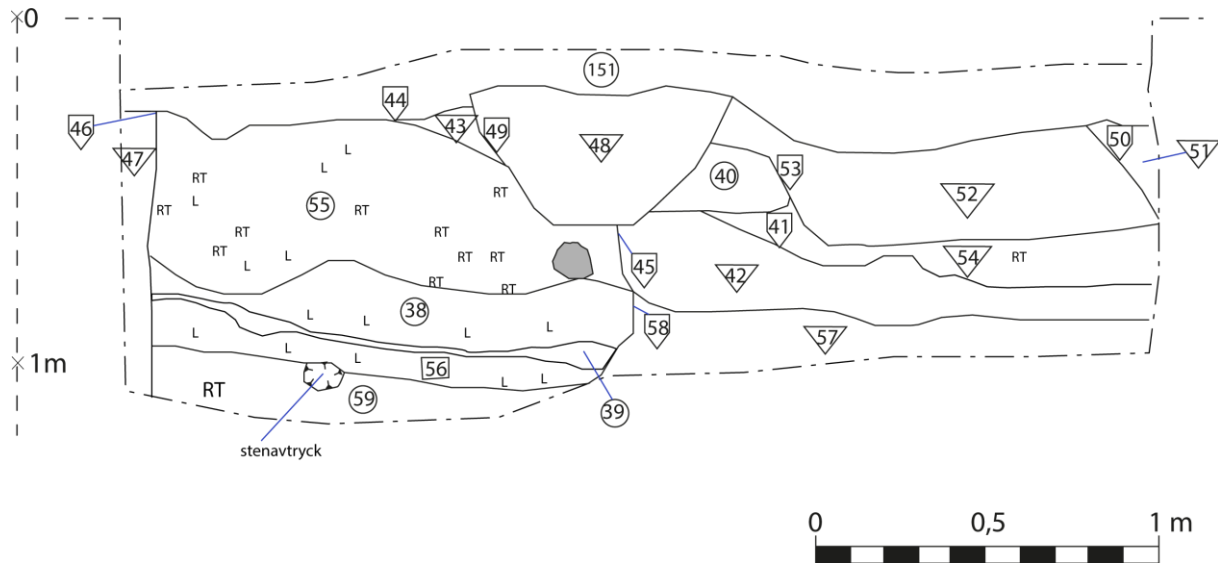 0
151
44
46
43
49
50
47
48
51
L
40
53
RT
RT
L
52
RT
55
RT
41
RT
RT
RT
L
RT
RT
54
RT
L
45
42
RT
RT
38
L
L
L
L
58
57
L
L
L
1m
56
L
L
RT
59
39
stenavtryck
0
0,5
1 m